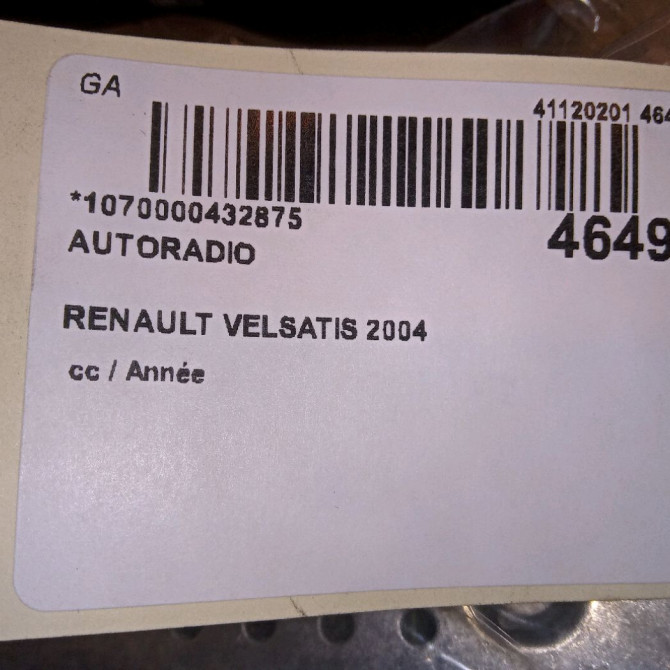 GA
41120201 464
*1070000432875
4649
AUTORADIO
RENAULT VELSATIS 2004
cc / Année